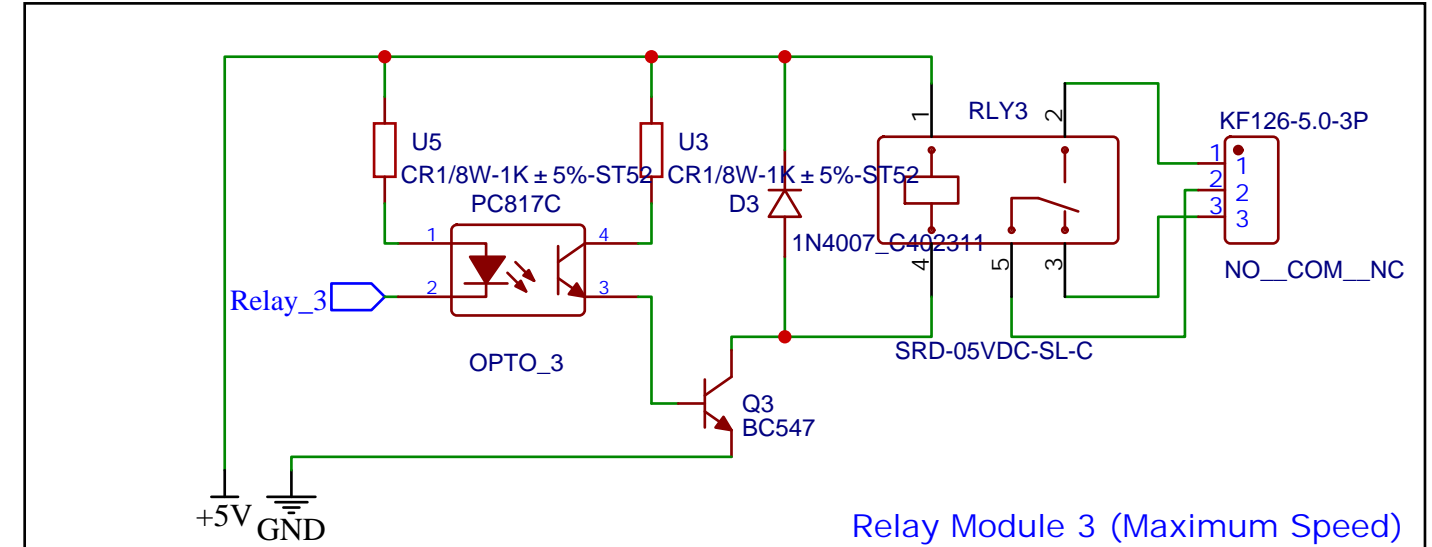 RLY3
1
2
KF126-5.0-3P
U5
U3
CR1/8W-1K±5%-ST52
CR1/8W-1K±5%-ST52
PC817C
D3
1 1
2 2
3 3
1
4
1N4007_C402311
4
5
3
NO__COM__NC
Relay_3
2
3
SRD-05VDC-SL-C
OPTO_3
Q3
BC547
+5V
GND
Relay Module 3 (Maximum Speed)